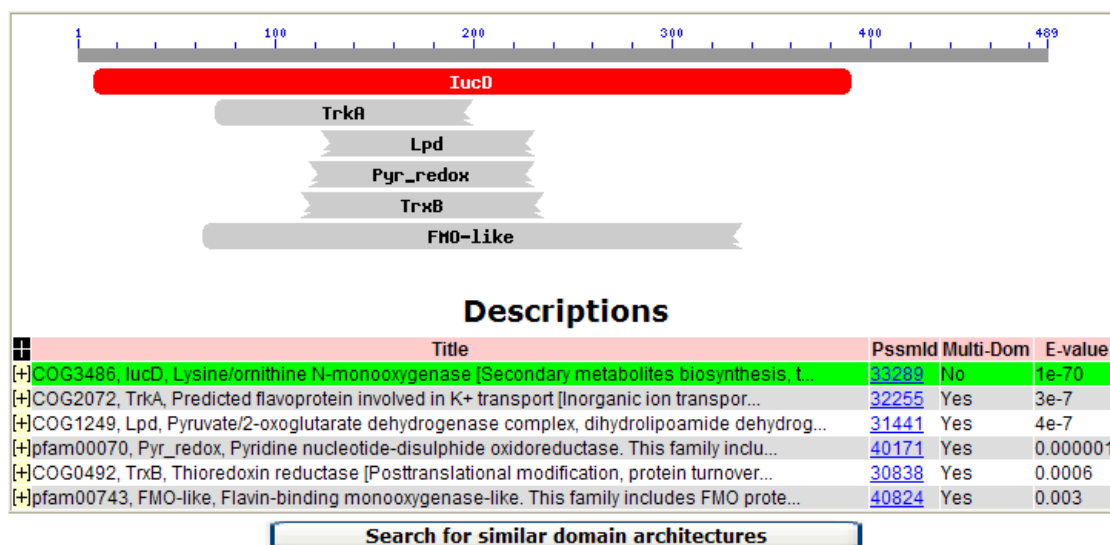 1 100 200 300 400 489
IucD
TrkA
Lpd
Pyr_redox
TrxB
FMO-like
Descriptions
Title PssmId Multi-Dom E-value
[+]COG3486, IucD, Lysine/ornithine N-monooxygenase [Secondary metabolites biosynthesis, t... 33289 No 1e-70
[+]COG2072, TrkA, Predicted flavoprotein involved in K+ transport [Inorganic ion transpor... 32255 Yes 3e-7
[+]COG1249, Lpd, Pyruvate/2-oxoglutarate dehydrogenase complex, dihydrolipoamide dehydrog... 31441 Yes 4e-7
[+]pfam00070, Pyr_redox, Pyridine nucleotide-disulphide oxidoreductase. This family inclu... 40171 Yes 0.000001
[+]COG0492, TrxB, Thioredoxin reductase [Posttranslational modification, protein turnover... 30838 Yes 0.0006
[+]pfam00743, FMO-like, Flavin-binding monooxygenase-like. This family includes FMO prote... 40824 Yes 0.003
Search for similar domain architectures